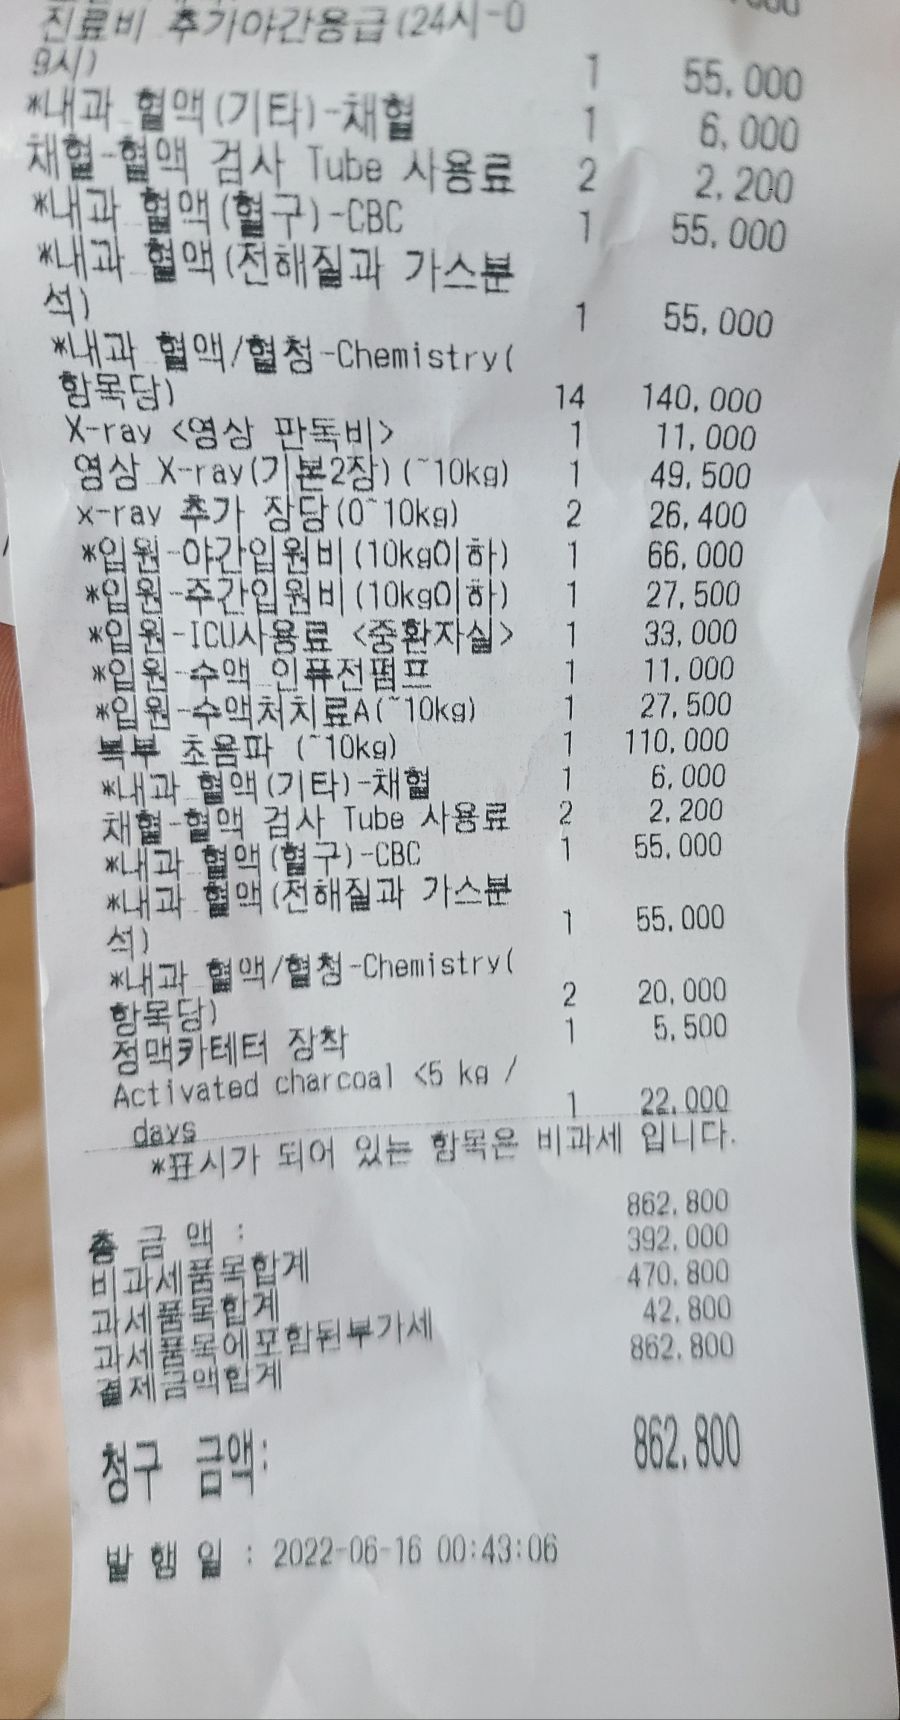 진료비 추가야간응급(24시-0
9시) 1 55,000
*내과 혈액(기타)-채혈 1 6,000
채혈-혈액 검사 Tube 사용료 2 2,200
*내과 혈액(혈구)-CBC 1 55,000
*내과 혈액(전해질과 가스분
석) 1 55,000
*내과 혈액/혈청-Chemistry(
항목당) 14 140,000
X-ray <영상 판독비> 1 11,000
영상 X-ray(기본2장)(~10kg) 1 49,500
x-ray 추가 장당(0~10kg) 2 26,400
*입원-야간입원비(10kg이하) 1 66,000
*입원-주간입원비(10kg이하) 1 27,500
*입원-ICU사용료 <중환자실> 1 33,000
*입원-수액 인퓨전펌프 1 11,000
*입원-수액처치료A(~10kg) 1 27,500
복부 초음파 (~10kg) 1 110,000
*내과 혈액(기타)-채혈 1 6,000
채혈-혈액 검사 Tube 사용료 2 2,200
*내과 혈액(혈구)-CBC 1 55,000
*내과 혈액(전해질과 가스분
석) 1 55,000
*내과 혈액/혈청-Chemistry(
항목당) 2 20,000
정맥카테터 장착 1 5,500
Activated charcoal <5 kg /
days 1 22,000
*표시가 되어 있는 항목은 비과세 입니다.
총 금 액 : 862,800
비과세품목합계 392,000
과세품목합계 470,800
과세품목에포함된부가세 42,800
결제금액합계 862,800
청구 금액: 862,800
발 행 일 : 2022-06-16 00:43:06